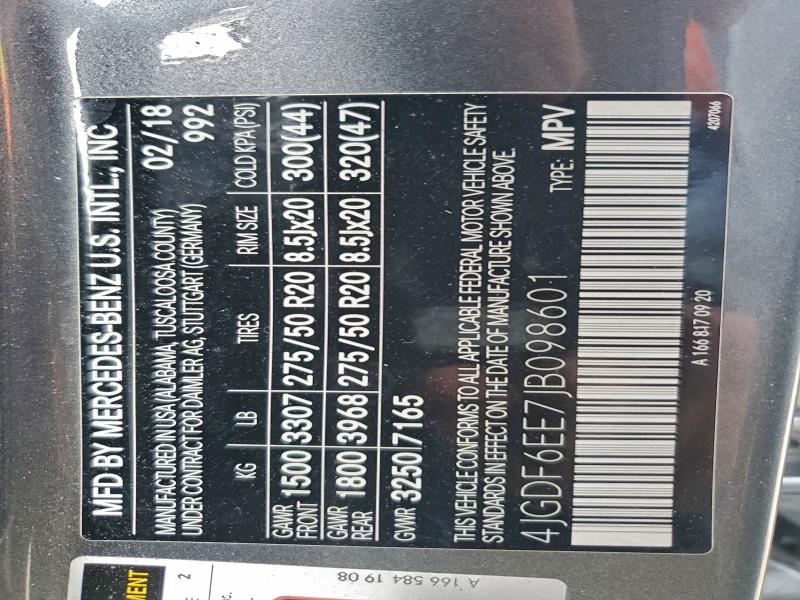 MFD BY MERCEDES-BENZ U.S. INTL., INC
MANUFACTURED IN USA (ALABAMA, TUSCALOOSA COUNTY) 02/18
UNDER CONTRACT FOR DAIMLER AG, STUTTGART (GERMANY) 992
KG LB TIRES RIM SIZE COLD KPA (PSI)
GAWR FRONT 1500 3307 275/50 R20 8.5Jx20 300(44)
GAWR REAR 1800 3968 275/50 R20 8.5Jx20 320(47)
GVWR 3250 7165
THIS VEHICLE CONFORMS TO ALL APPLICABLE FEDERAL MOTOR VEHICLE SAFETY
STANDARDS IN EFFECT ON THE DATE OF MANUFACTURE SHOWN ABOVE.
4JGDF6EE7JB098601 TYPE: MPV
A 166 817 09 20 4207066
A 166 584 19 08
2